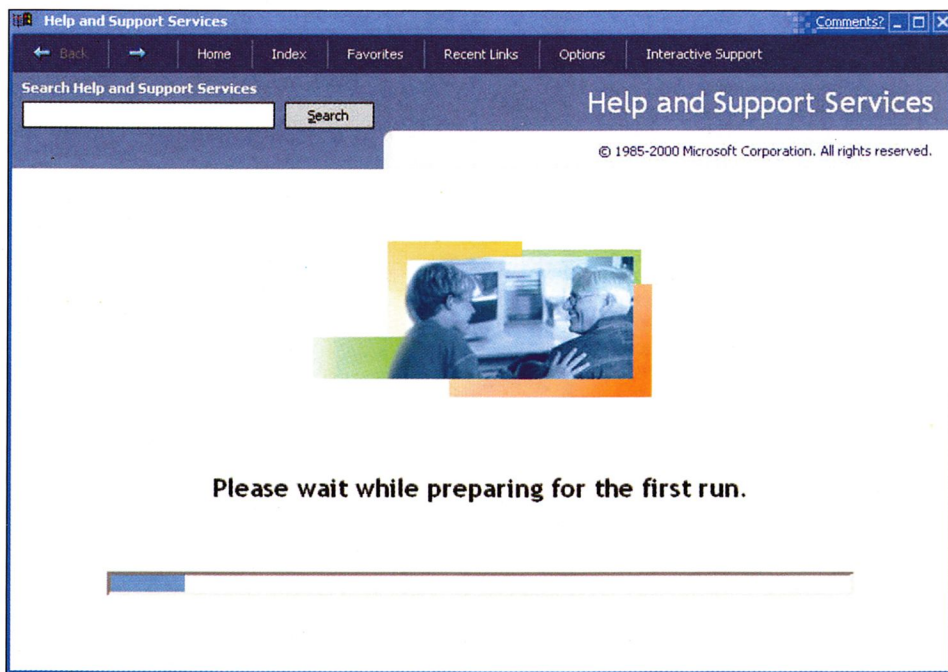 Help and Support Services Comments?
Back Home Index Favorites Recent Links Options Interactive Support
Search Help and Support Services
Search
Help and Support Services
© 1985-2000 Microsoft Corporation. All rights reserved.
Please wait while preparing for the first run.